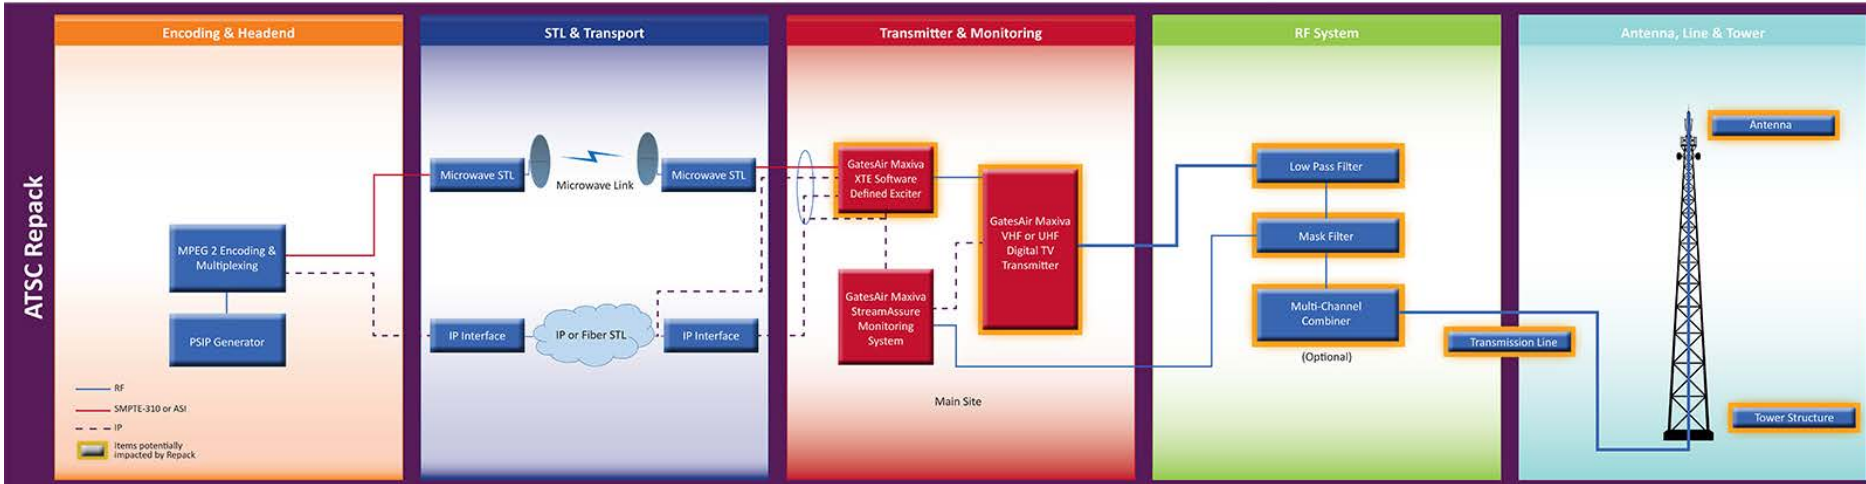 ATSC Repack
Encoding & Headend
MPEG 2 Encoding &
Multiplexing
PSIP Generator
RF
SMPTE-310 or ASI
IP
Items potentially
impacted by Repack
STL & Transport
Microwave STL
Microwave Link
Microwave STL
IP Interface
IP or Fiber STL
IP Interface
Transmitter & Monitoring
GatesAir Maxiva
XTE Software
Defined Exciter
GatesAir Maxiva
VHF or UHF
Digital TV
Transmitter
GatesAir Maxiva
StreamAssure
Monitoring
System
Main Site
RF System
Low Pass Filter
Mask Filter
Multi-Channel
Combiner
(Optional)
Transmission Line
Antenna, Line & Tower
Antenna
Tower Structure